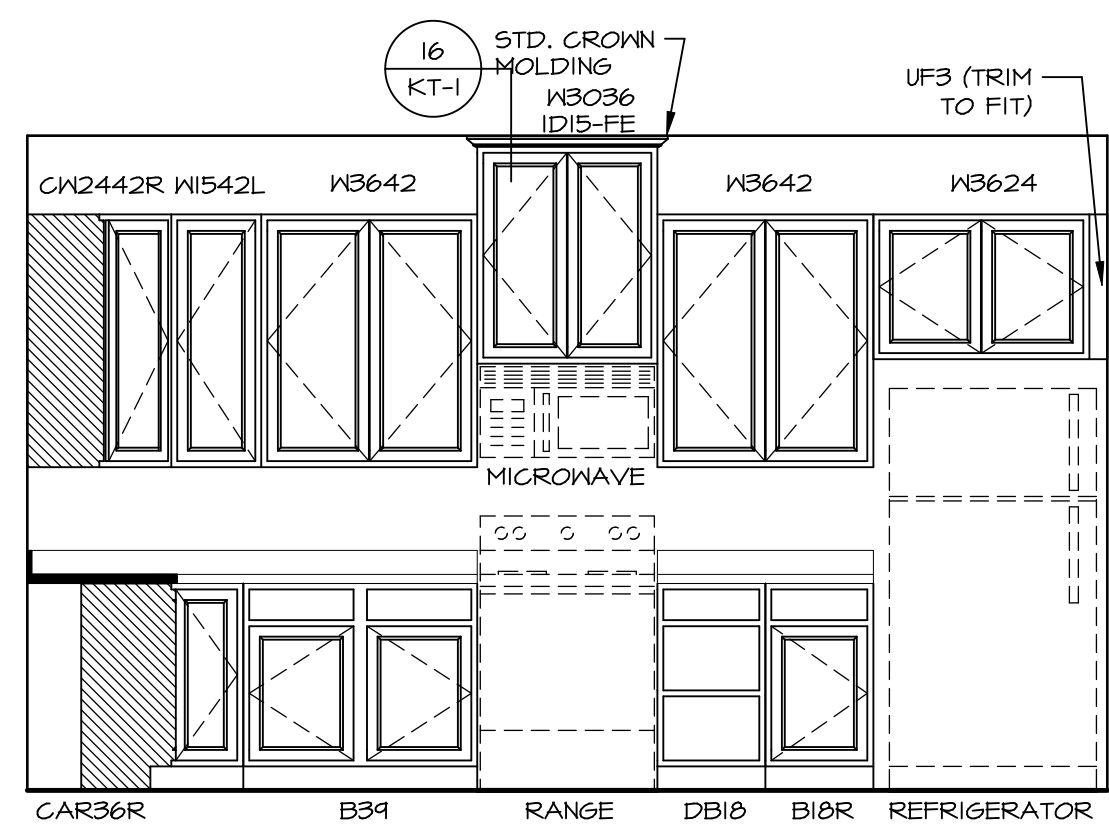 16
KT-1
STD. CROWN
MOLDING
W3036
1D15-FE
UF3 (TRIM
TO FIT)
CW2442R W1542L W3642 W3642 W3624
MICROWAVE
CAR36R B39 RANGE DB18 B18R REFRIGERATOR